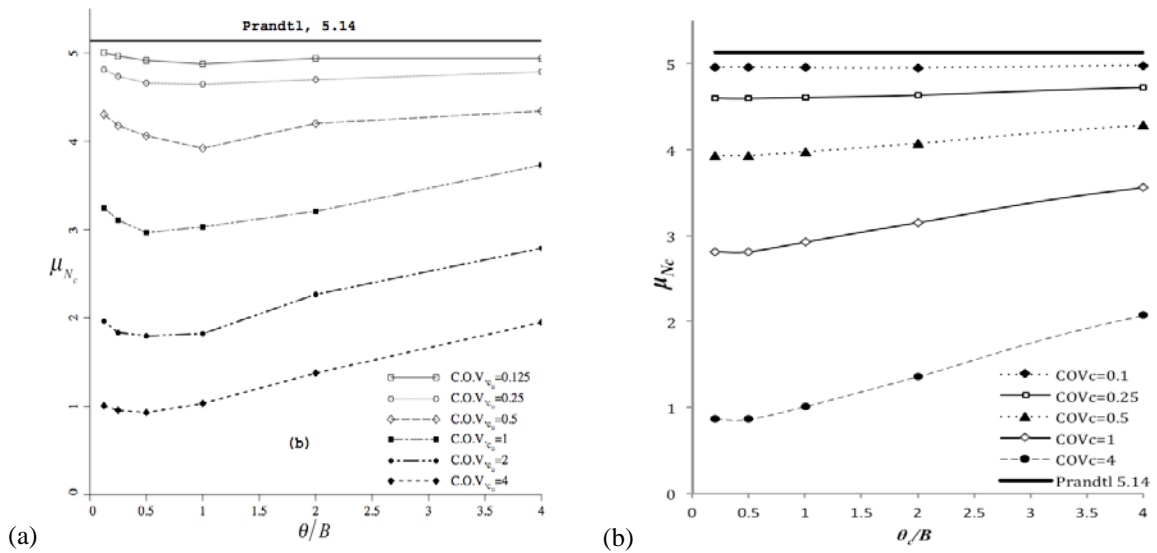 Prandtl, 5.14
5
4
3
2
1
0
μNc
0 0.5 1 1.5 2 2.5 3 3.5 4
θ/B
C.O.Vcu=0.125
C.O.Vcu=0.25
C.O.Vcu=0.5
C.O.Vcu=1
C.O.Vcu=2
C.O.Vcu=4
(b)
(a)
5
4
3
2
1
0
μNc
0 0.5 1 1.5 2 2.5 3 3.5 4
θc/B
COVc=0.1
COVc=0.25
COVc=0.5
COVc=1
COVc=4
Prandtl 5.14
(b)